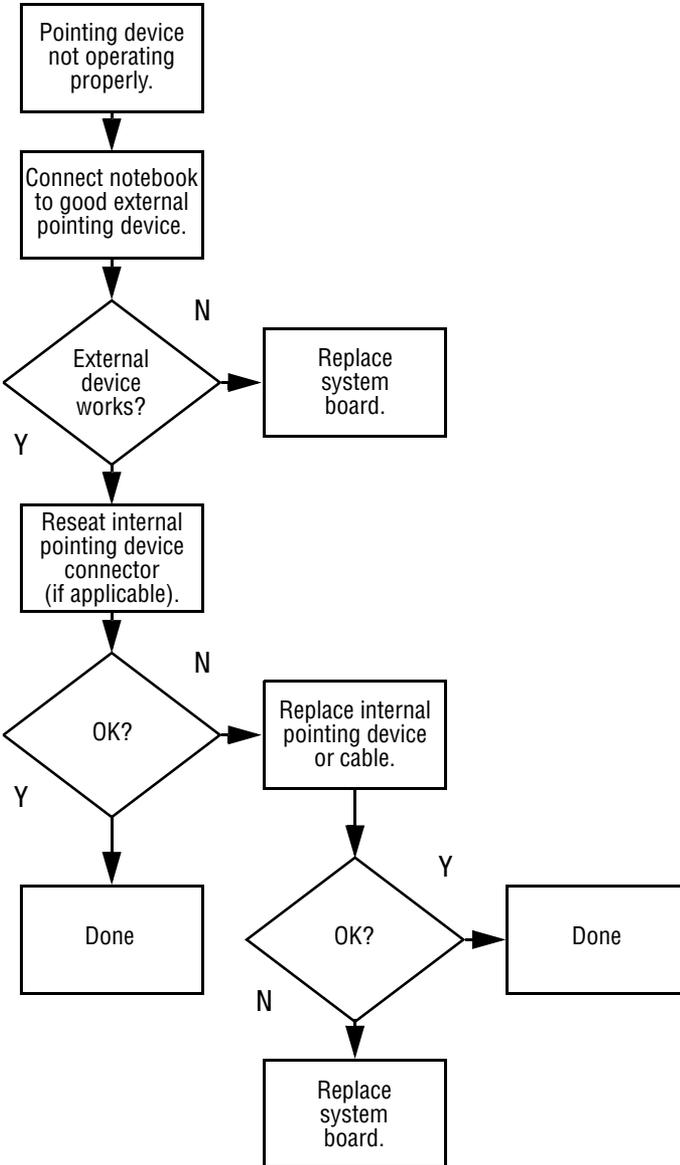 Pointing device
not operating
properly.
Connect notebook
to good external
pointing device.
N
External
device
works?
Replace
system
board.
Y
Reseat internal
pointing device
connector
(if applicable).
N
OK?
Replace internal
pointing device
or cable.
Y
Y
Done
OK?
Done
N
Replace
system
board.